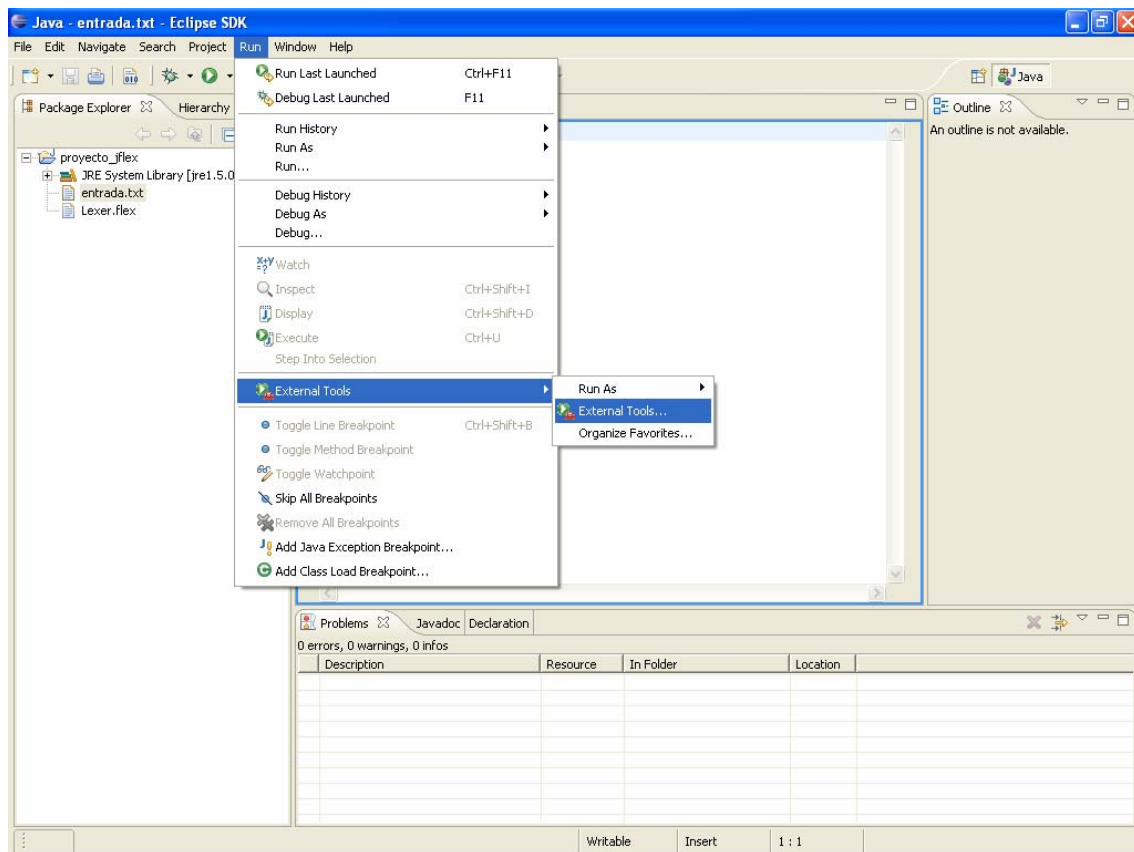 Java - entrada.txt - Eclipse SDK
File Edit Navigate Search Project Run Window Help
Java
Package Explorer Hierarchy
Outline
An outline is not available.
proyecto_jflex
JRE System Library [jre1.5.0
entrada.txt
Lexer.flex
Run Last Launched Ctrl+F11
Debug Last Launched F11
Run History
Run As
Run...
Debug History
Debug As
Debug...
Watch
Inspect Ctrl+Shift+I
Display Ctrl+Shift+D
Execute Ctrl+U
Step Into Selection
External Tools
Toggle Line Breakpoint Ctrl+Shift+B
Toggle Method Breakpoint
Toggle Watchpoint
Skip All Breakpoints
Remove All Breakpoints
Add Java Exception Breakpoint...
Add Class Load Breakpoint...
Run As
External Tools...
Organize Favorites...
Problems Javadoc Declaration
0 errors, 0 warnings, 0 infos
Description Resource In Folder Location
Writable Insert 1 : 1